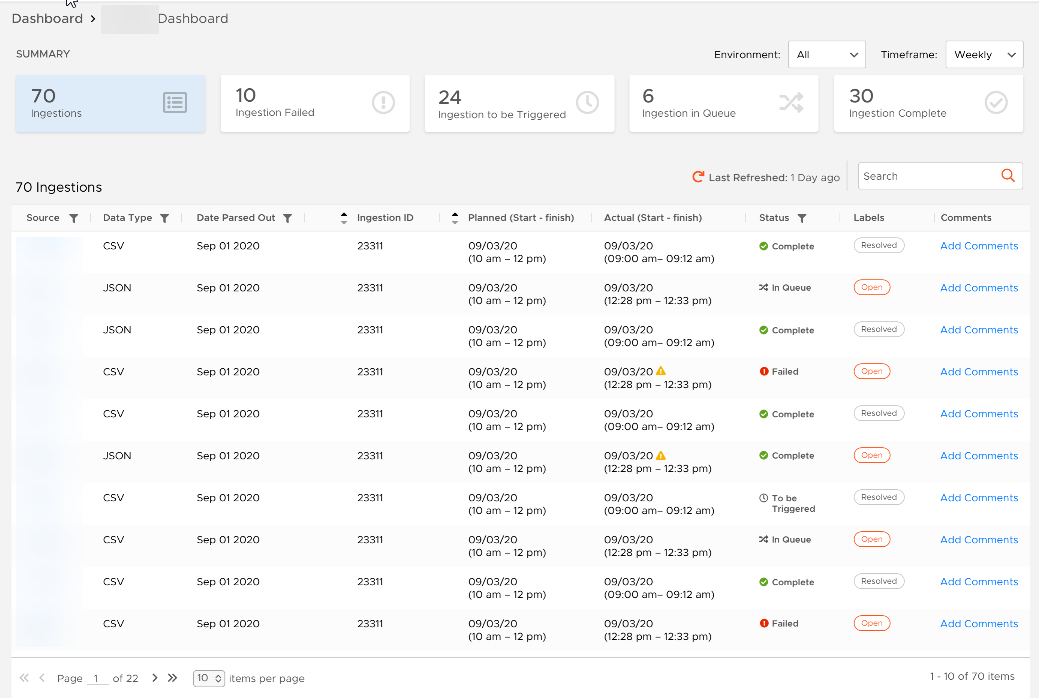 Dashboard > Dashboard
SUMMARY
Environment: All Timeframe: Weekly
70 Ingestions
10 Ingestion Failed
24 Ingestion to be Triggered
6 Ingestion in Queue
30 Ingestion Complete
70 Ingestions
Last Refreshed: 1 Day ago
Search
Source Data Type Date Parsed Out Ingestion ID Planned (Start - finish) Actual (Start - finish) Status Labels Comments
CSV Sep 01 2020 23311 09/03/20 09/03/20 Complete Resolved Add Comments
(10 am – 12 pm) (09:00 am– 09:12 am)
JSON Sep 01 2020 23311 09/03/20 09/03/20 In Queue Open Add Comments
(10 am – 12 pm) (12:28 pm – 12:33 pm)
JSON Sep 01 2020 23311 09/03/20 09/03/20 Complete Resolved Add Comments
(10 am – 12 pm) (09:00 am– 09:12 am)
CSV Sep 01 2020 23311 09/03/20 09/03/20 Failed Open Add Comments
(10 am – 12 pm) (12:28 pm – 12:33 pm)
CSV Sep 01 2020 23311 09/03/20 09/03/20 Complete Resolved Add Comments
(10 am – 12 pm) (09:00 am– 09:12 am)
JSON Sep 01 2020 23311 09/03/20 09/03/20 Complete Open Add Comments
(10 am – 12 pm) (12:28 pm – 12:33 pm)
CSV Sep 01 2020 23311 09/03/20 09/03/20 To be Resolved Add Comments
(10 am – 12 pm) (09:00 am– 09:12 am) Triggered
CSV Sep 01 2020 23311 09/03/20 09/03/20 In Queue Open Add Comments
(10 am – 12 pm) (12:28 pm – 12:33 pm)
CSV Sep 01 2020 23311 09/03/20 09/03/20 Complete Resolved Add Comments
(10 am – 12 pm) (09:00 am– 09:12 am)
CSV Sep 01 2020 23311 09/03/20 09/03/20 Failed Open Add Comments
(10 am – 12 pm) (12:28 pm – 12:33 pm)
Page 1 of 22 10 items per page 1 - 10 of 70 items